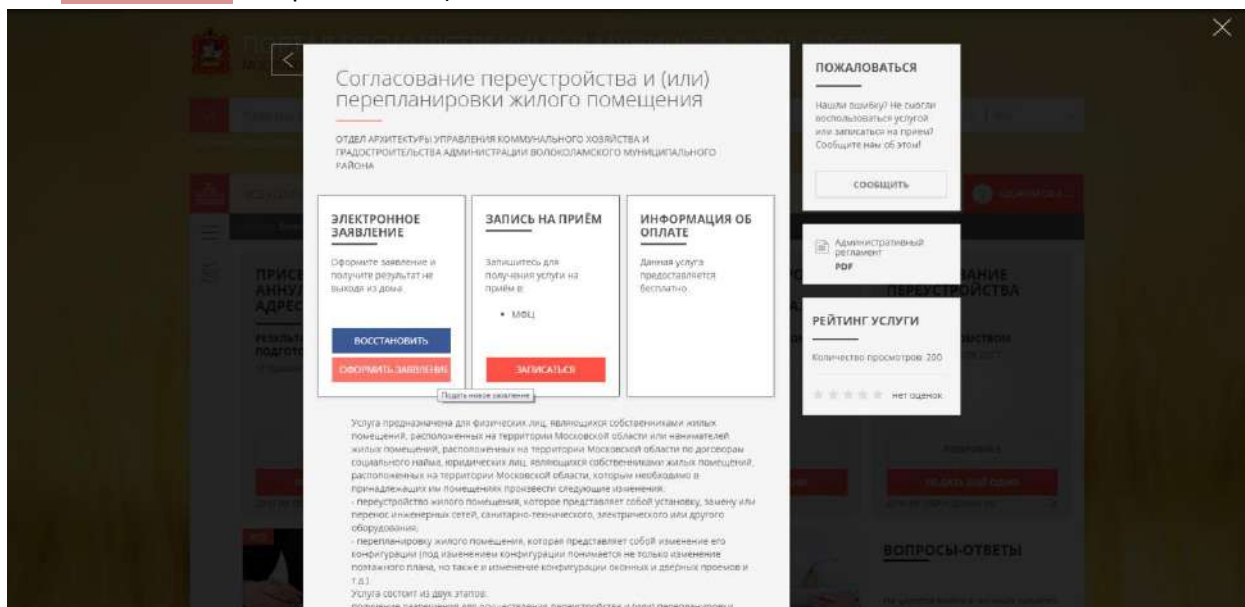 Согласование переустройства и (или)
перепланировки жилого помещения
ОТДЕЛ АРХИТЕКТУРЫ УПРАВЛЕНИЯ КОММУНАЛЬНОГО ХОЗЯЙСТВА И
ГРАДОСТРОИТЕЛЬСТВА АДМИНИСТРАЦИИ ВОЛОКОЛАМСКОГО МУНИЦИПАЛЬНОГО
РАЙОНА
ЭЛЕКТРОННОЕ
ЗАЯВЛЕНИЕ
Оформите заявление и
получите результат не
выходя из дома.
ВОССТАНОВИТЬ
ОФОРМИТЬ ЗАЯВЛЕНИЕ
Подать новое заявление
ЗАПИСЬ НА ПРИЁМ
Запишитесь для
получения услуги на
приём в:
• МФЦ
ЗАПИСАТЬСЯ
ИНФОРМАЦИЯ ОБ
ОПЛАТЕ
Данная услуга
предоставляется
бесплатно.
Услуга предназначена для физических лиц, являющихся собственниками жилых
помещений, расположенных на территории Московской области или нанимателей
жилых помещений, расположенных на территории Московской области по договорам
социального найма, юридических лиц, являющихся собственниками жилых помещений,
расположенных на территории Московской области, которым необходимо в
принадлежащих им помещениях произвести следующие изменения:
- переустройство жилого помещения, которое представляет собой установку, замену или
перенос инженерных сетей, санитарно-технического, электрического или другого
оборудования;
- перепланировку жилого помещения, которая представляет собой изменение его
конфигурации (под изменением конфигурации понимается не только изменение
поэтажного плана, но также и изменение конфигурации оконных и дверных проемов и
т.д.)
Услуга состоит из двух этапов:
получение разрешения для осуществления переустройства и (или) перепланировки
ПОЖАЛОВАТЬСЯ
Нашли ошибку? Не смогли
воспользоваться услугой
или записаться на прием?
Сообщите нам об этом!
СООБЩИТЬ
Административный
регламент
PDF
РЕЙТИНГ УСЛУГИ
Количество просмотров: 200
нет оценок
ПЕРЕУСТРОЙСТВА
ВОПРОСЫ-ОТВЕТЫ